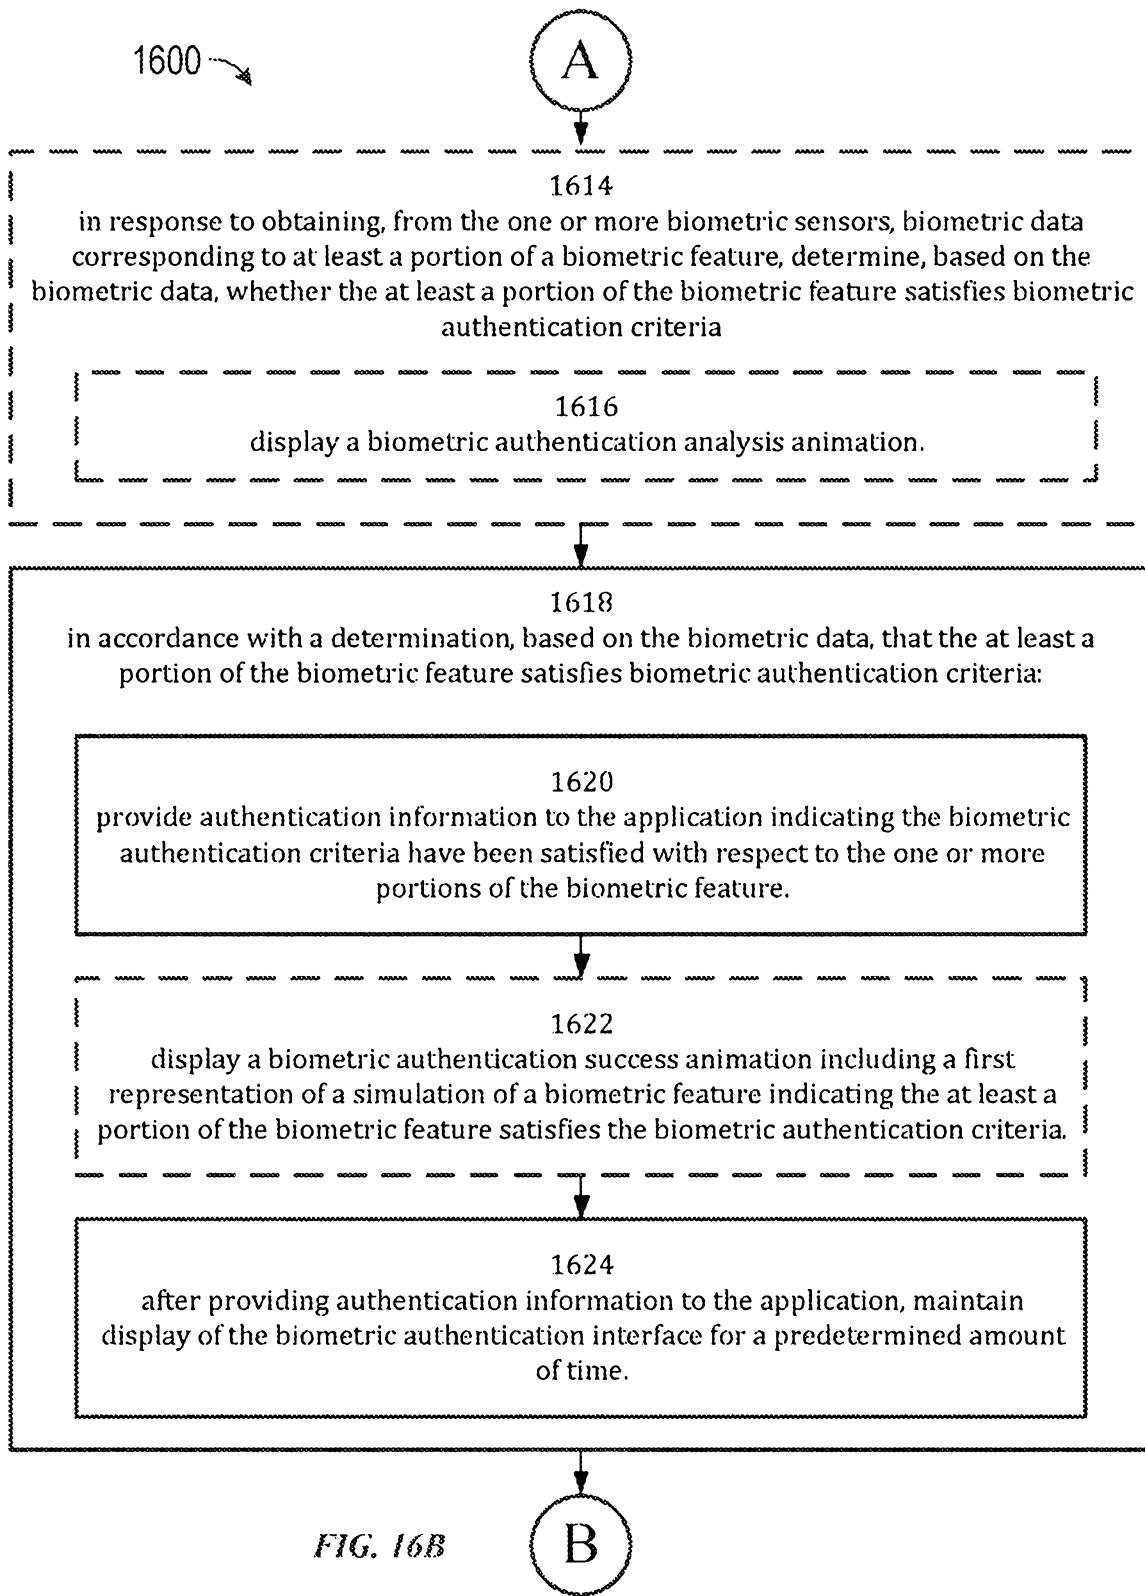 1600
A
1614
in response to obtaining, from the one or more biometric sensors, biometric data
corresponding to at least a portion of a biometric feature, determine, based on the
biometric data, whether the at least a portion of the biometric feature satisfies biometric
authentication criteria
1616
display a biometric authentication analysis animation.
1618
in accordance with a determination, based on the biometric data, that the at least a
portion of the biometric feature satisfies biometric authentication criteria:
1620
provide authentication information to the application indicating the biometric
authentication criteria have been satisfied with respect to the one or more
portions of the biometric feature.
1622
display a biometric authentication success animation including a first
representation of a simulation of a biometric feature indicating the at least a
portion of the biometric feature satisfies the biometric authentication criteria.
1624
after providing authentication information to the application, maintain
display of the biometric authentication interface for a predetermined amount
of time.
FIG. 16B
B